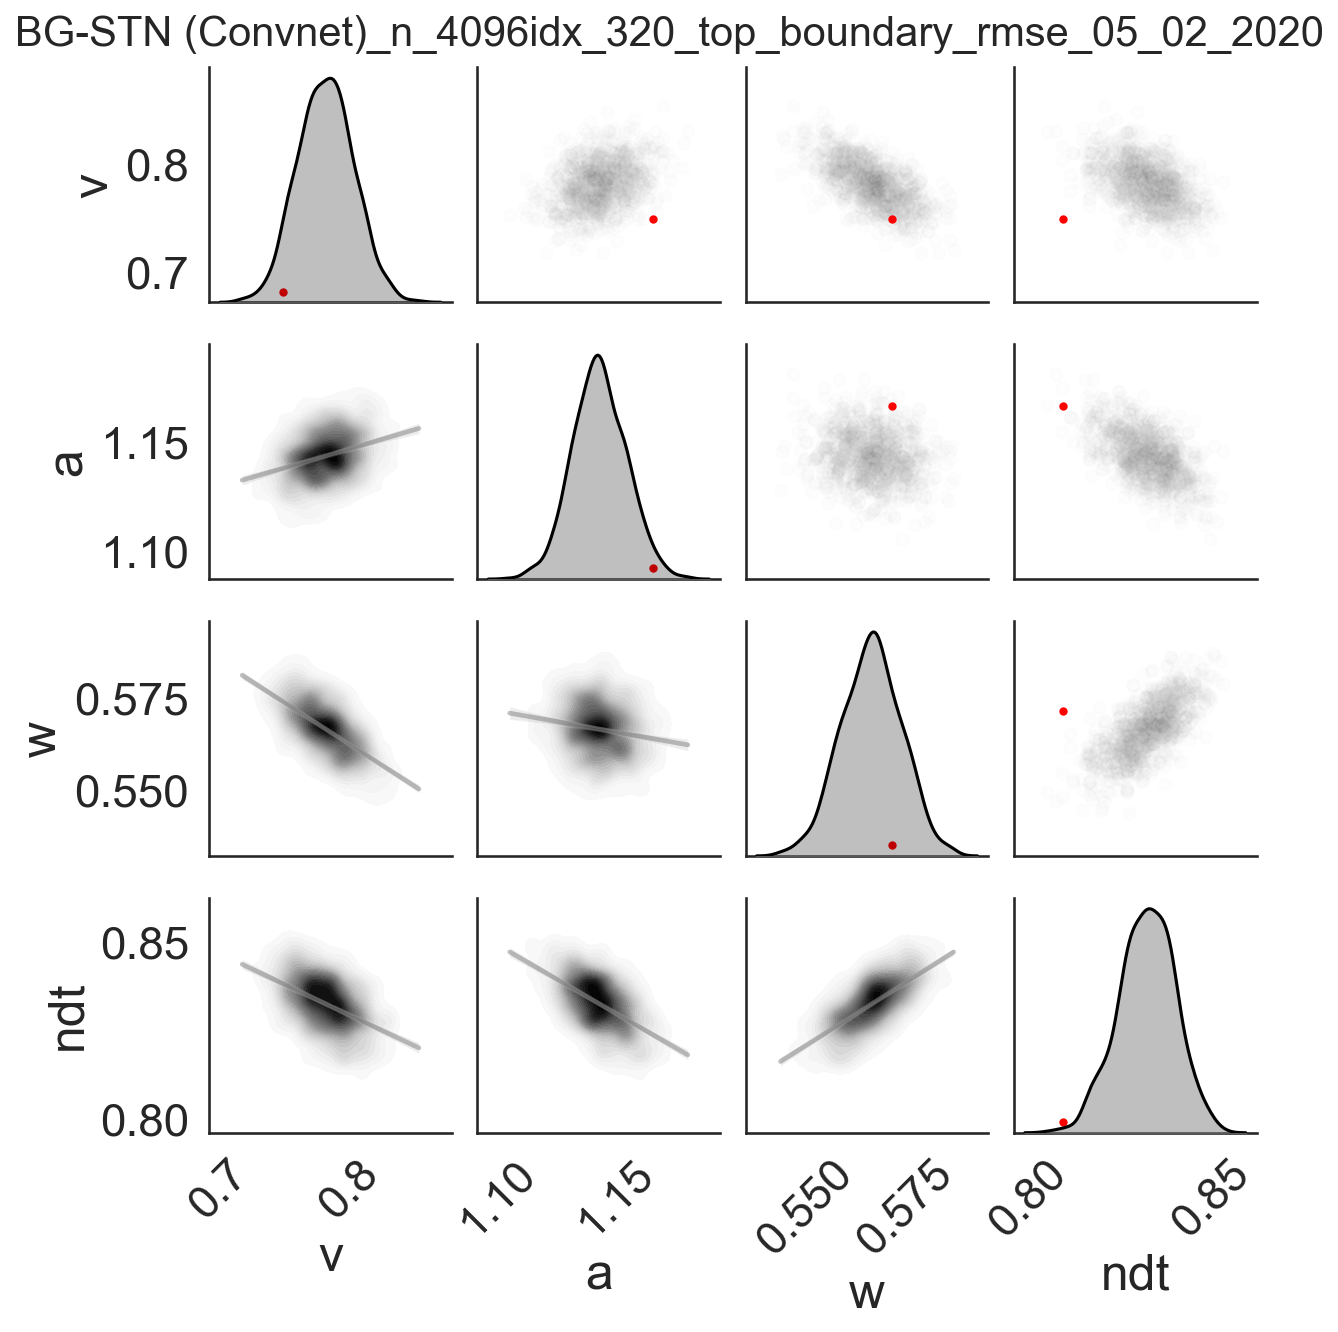 BG-STN (Convnet)_n_4096idx_320_top_boundary_rmse_05_02_2020
v
0.8
0.7
a
1.15
1.10
w
0.575
0.550
ndt
0.85
0.80
0.7 0.8 1.10 1.15 0.550 0.575 0.80 0.85
v a w ndt